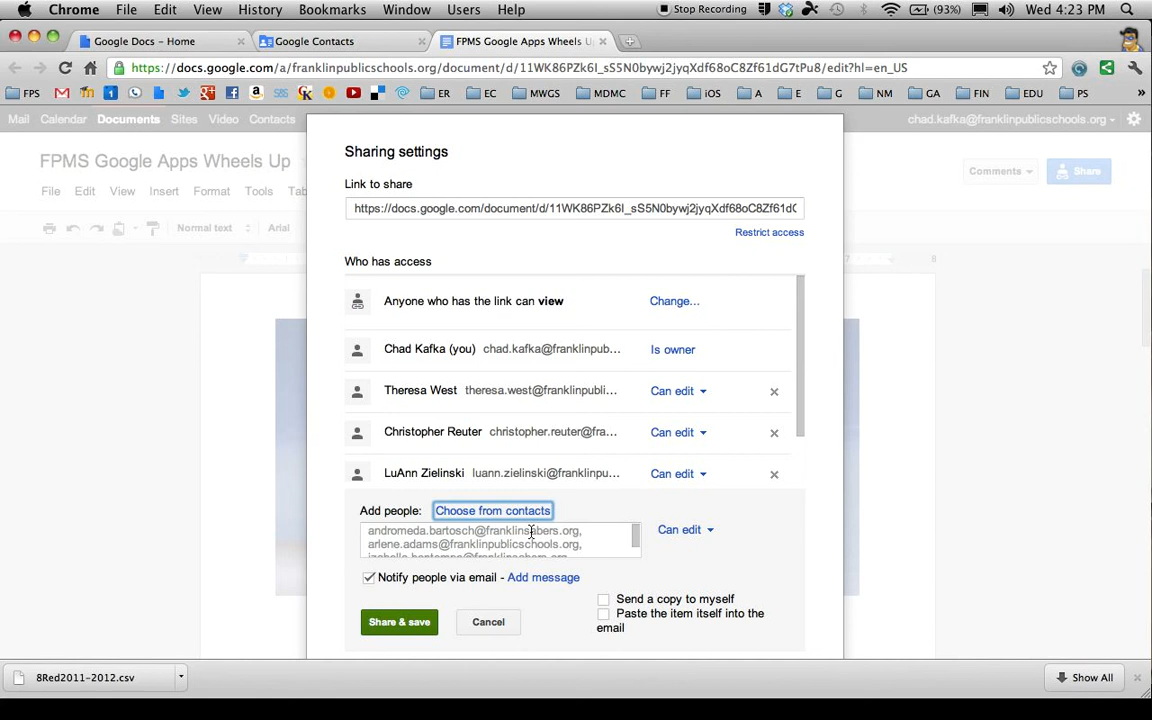 Chrome File Edit View History Bookmarks Window Users Help Stop Recording (93%) Wed 4:23 PM
Google Docs - Home Google Contacts FPMS Google Apps Wheels U
https://docs.google.com/a/franklinpublicschools.org/document/d/11WK86PZk6I_sS5N0bywj2jyqXdf68oC8Zf61dG7tPu8/edit?hl=en_US
FPS ER EC MWGS MDMC FF iOS A E G NM GA FIN EDU PS »
Mail Calendar Documents Sites Video Contacts chad.kafka@franklinpublicschools.org
FPMS Google Apps Wheels Up Comments Share
File Edit View Insert Format Tools Tab
Normal text Arial
Sharing settings
Link to share
https://docs.google.com/document/d/11WK86PZk6I_sS5N0bywj2jyqXdf68oC8Zf61dG
Restrict access
Who has access
Anyone who has the link can view Change...
Chad Kafka (you) chad.kafka@franklinpub... Is owner
Theresa West theresa.west@franklinpubli... Can edit
Christopher Reuter christopher.reuter@fra... Can edit
LuAnn Zielinski luann.zielinski@franklinpu... Can edit
Add people: Choose from contacts
andromeda.bartosch@franklinsabers.org, Can edit
arlene.adams@franklinpublicschools.org,
Notify people via email - Add message
Send a copy to myself
Paste the item itself into the
email
Share & save Cancel
8Red2011-2012.csv Show All